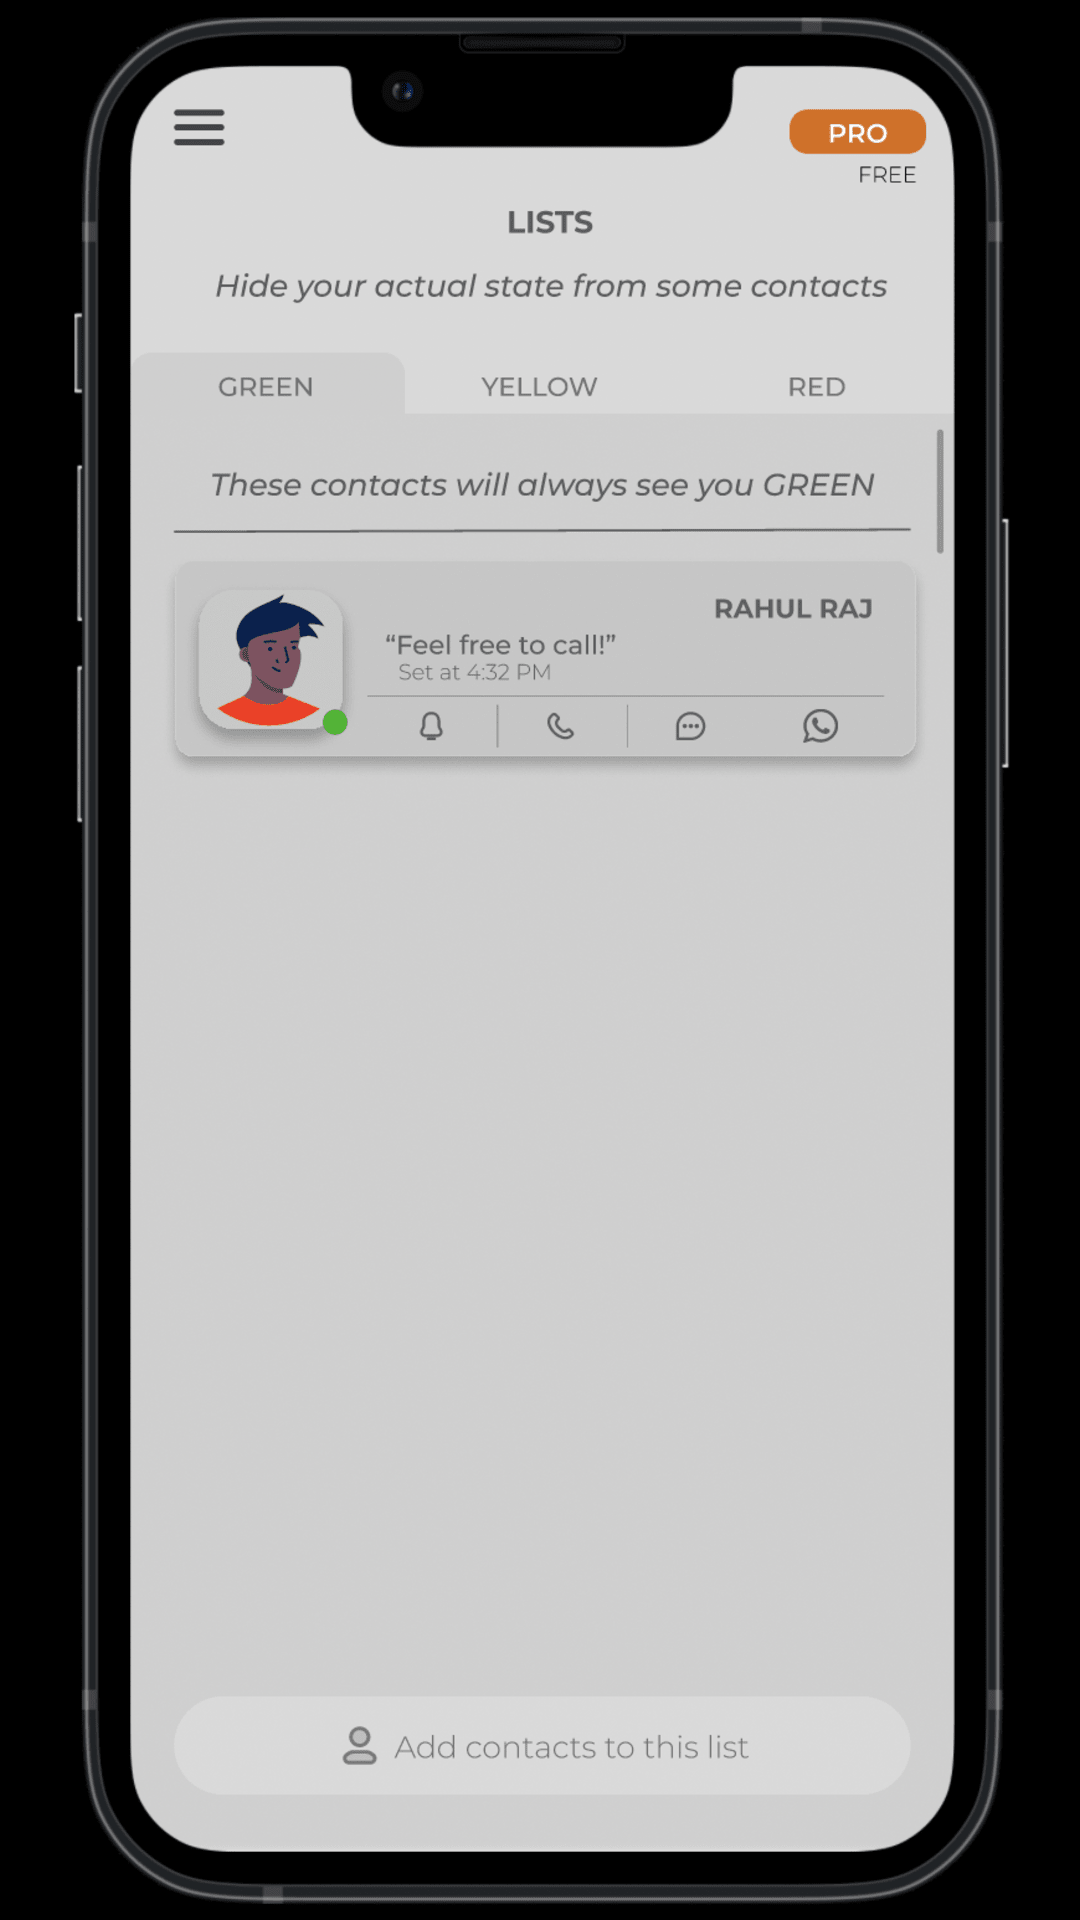 PRO
FREE
LISTS
Hide your actual state from some contacts
GREEN YELLOW RED
These contacts will always see you GREEN
RAHUL RAJ
“Feel free to call!”
Set at 4:32 PM
Add contacts to this list